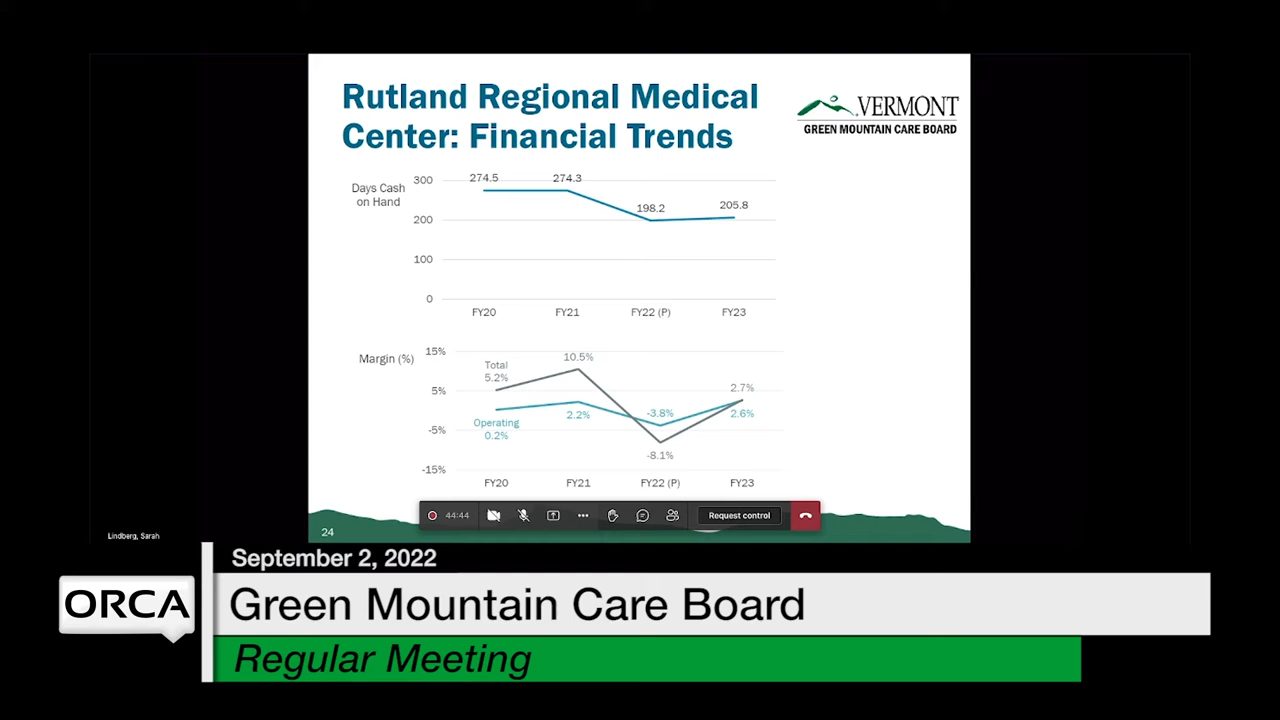 Rutland Regional Medical
Center: Financial Trends
VERMONT
GREEN MOUNTAIN CARE BOARD
Days Cash
on Hand
300
200
100
0
274.5
274.3
198.2
205.8
FY20
FY21
FY22 (P)
FY23
Margin (%)
15%
5%
-5%
-15%
Total
5.2%
10.5%
-8.1%
2.7%
Operating
0.2%
2.2%
-3.8%
2.6%
FY20
FY21
FY22 (P)
FY23
44:44
Request control
24
Lindberg, Sarah
September 2, 2022
ORCA
Green Mountain Care Board
Regular Meeting